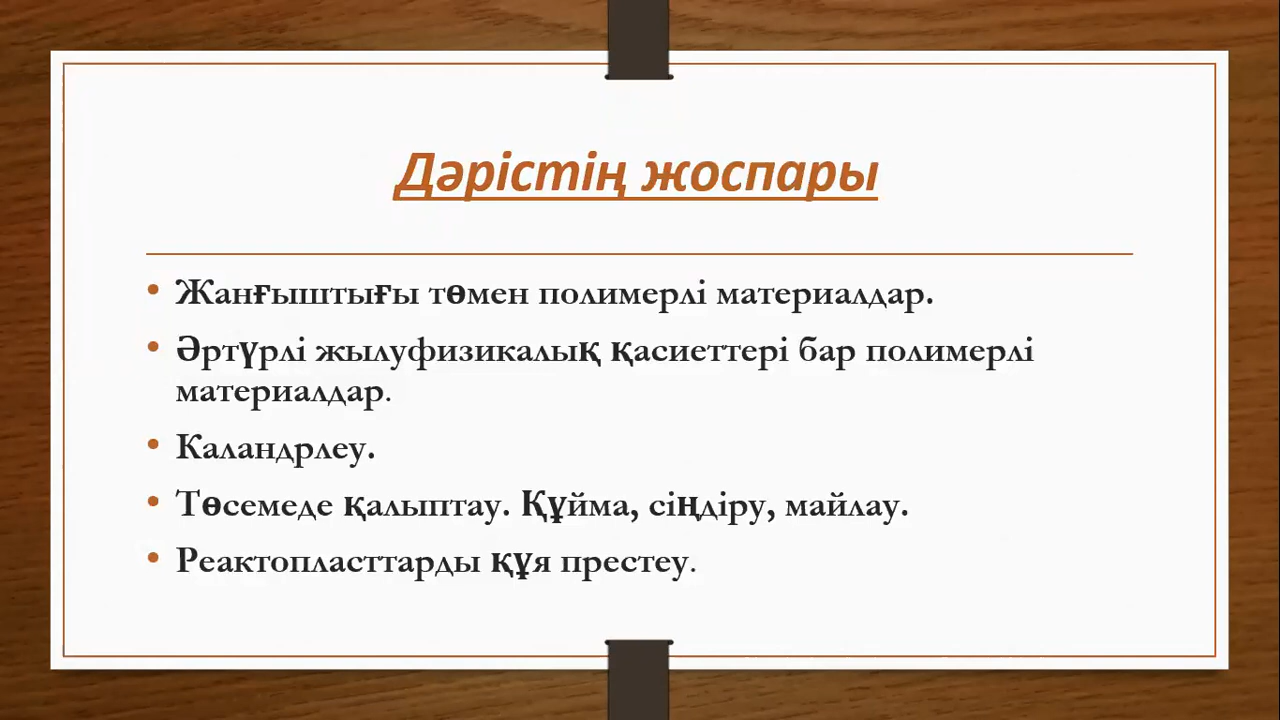 Дәрістің жоспары
• Жанғыштығы төмен полимерлі материалдар.
• Әртүрлі жылуфизикалық қасиеттері бар полимерлі
материалдар.
• Каландрлеу.
• Төсемеде қалыптау. Құйма, сіңдіру, майлау.
• Реактопласттарды құя престеу.